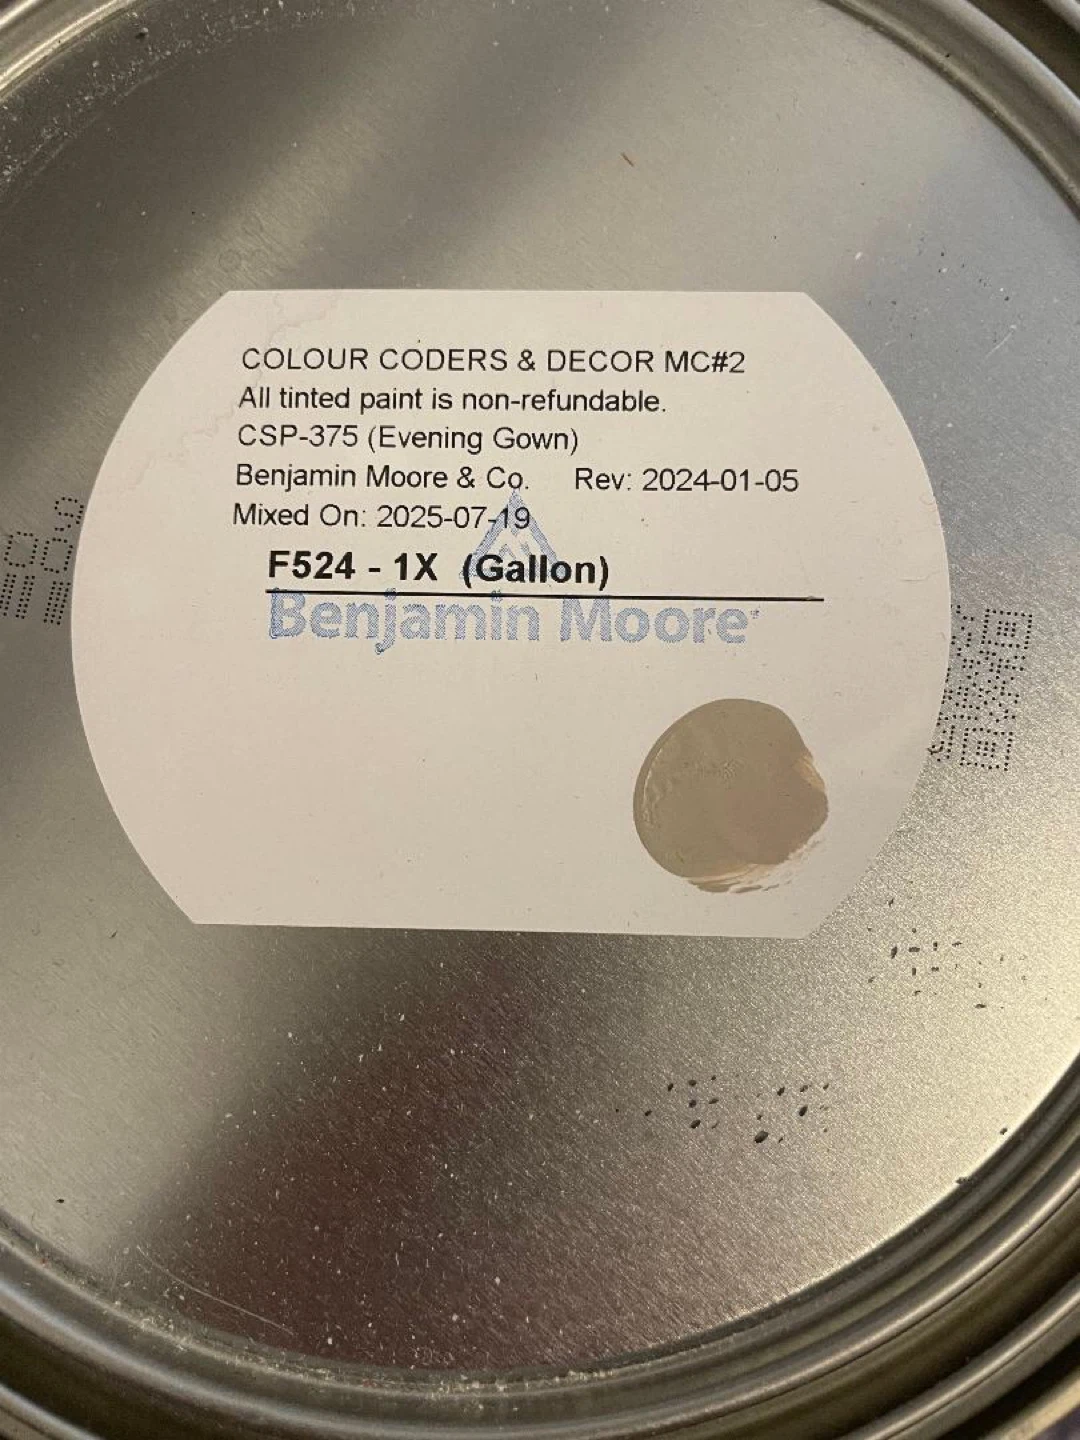 COLOUR CODERS & DECOR MC#2
All tinted paint is non-refundable.
CSP-375 (Evening Gown)
Benjamin Moore & Co. Rev: 2024-01-05
Mixed On: 2025-07-19
F524 - 1X (Gallon)
Benjamin Moore